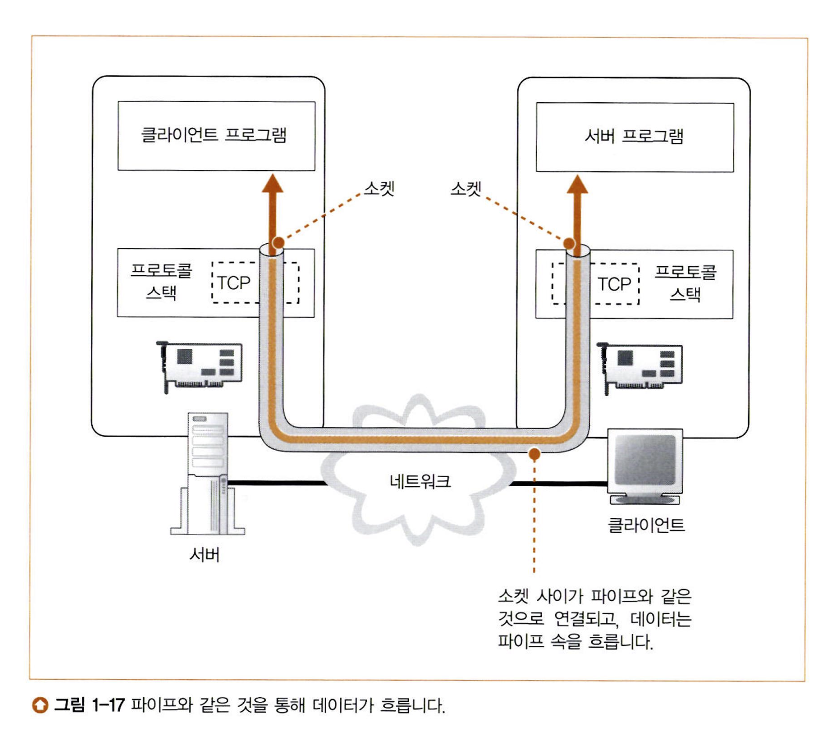 클라이언트 프로그램
서버 프로그램
소켓
소켓
프로토콜
스택
TCP
TCP
프로토콜
스택
네트워크
서버
클라이언트
소켓 사이가 파이프와 같은
것으로 연결되고, 데이터는
파이프 속을 흐릅니다.
그림 1-17 파이프와 같은 것을 통해 데이터가 흐릅니다.